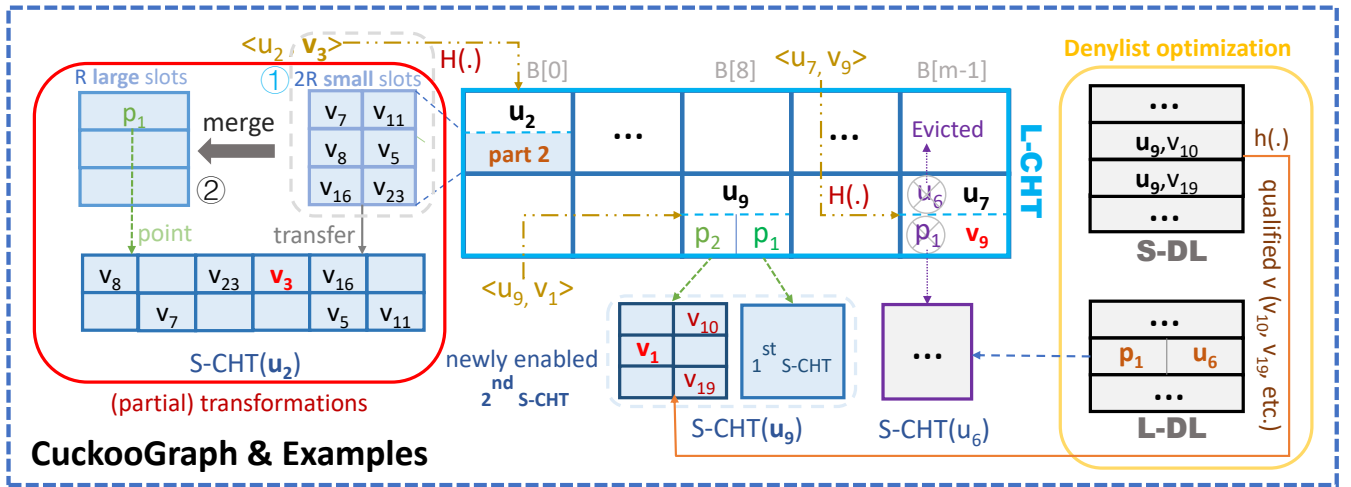 <u2, v3>
H(.)
B[0]
B[8]
<u7, v9>
B[m-1]
Denylist optimization
R large slots
①
2R small slots
p1
merge
②
v7
v11
v8
v5
v16
v23
point
transfer
v8
v23
v3
v16
v7
v5
v11
S-CHT(u2)
(partial) transformations
CuckooGraph & Examples
u2
part 2
...
...
Evicted
u9
p2
p1
H(.)
u6
u7
p1
v9
L-CHT
<u9, v1>
newly enabled
2nd S-CHT
v10
v1
v19
1st S-CHT
S-CHT(u9)
...
S-CHT(u6)
...
u9,v10
u9,v19
...
S-DL
h(.)
qualified v (v10, v19, etc.)
...
p1
u6
...
L-DL